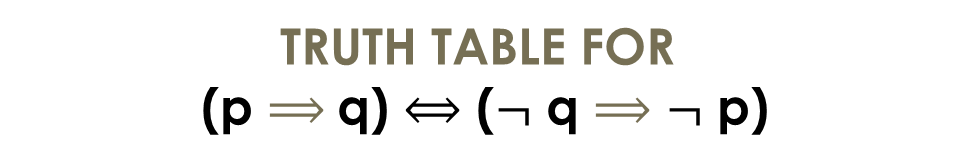 TRUTH TABLE FOR
(p ⟹ q) ⟺ (¬ q ⟹ ¬ p)